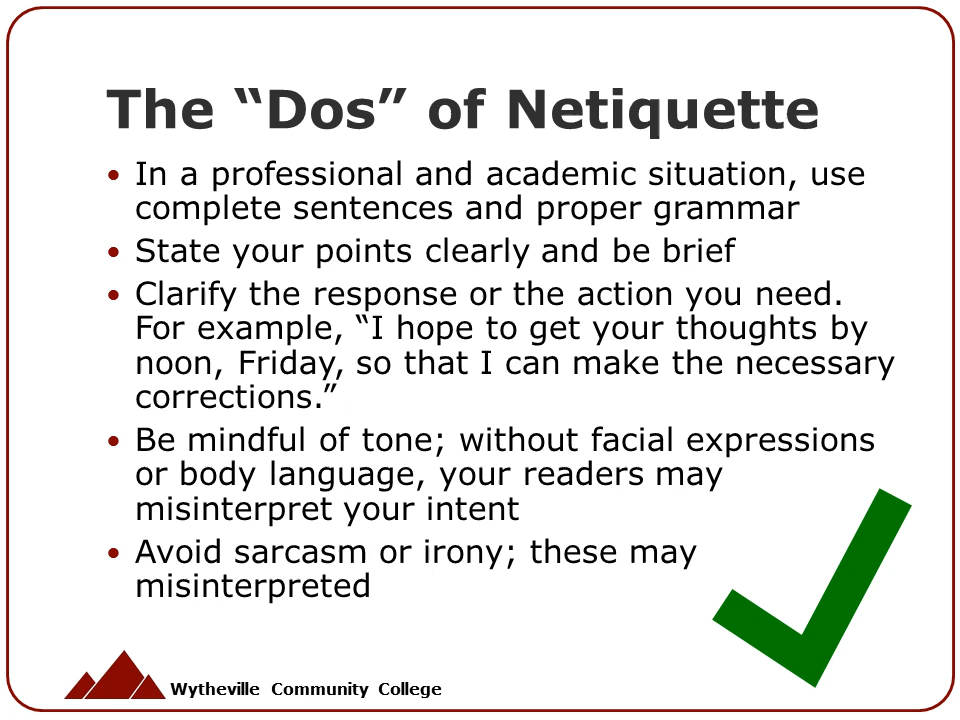 The “Dos” of Netiquette
• In a professional and academic situation, use
complete sentences and proper grammar
• State your points clearly and be brief
• Clarify the response or the action you need.
For example, “I hope to get your thoughts by
noon, Friday, so that I can make the necessary
corrections.”
• Be mindful of tone; without facial expressions
or body language, your readers may
misinterpret your intent
• Avoid sarcasm or irony; these may
misinterpreted
Wytheville Community College